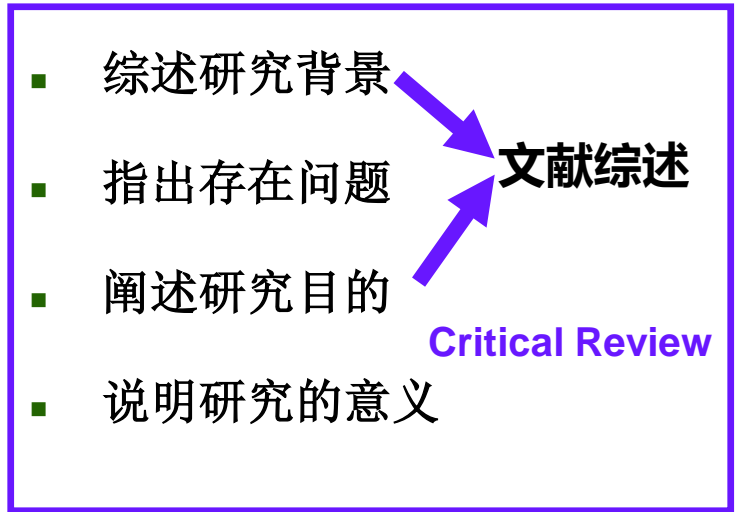 ▪ 综述研究背景
文献综述
▪ 指出存在问题
▪ 阐述研究目的
Critical Review
▪ 说明研究的意义